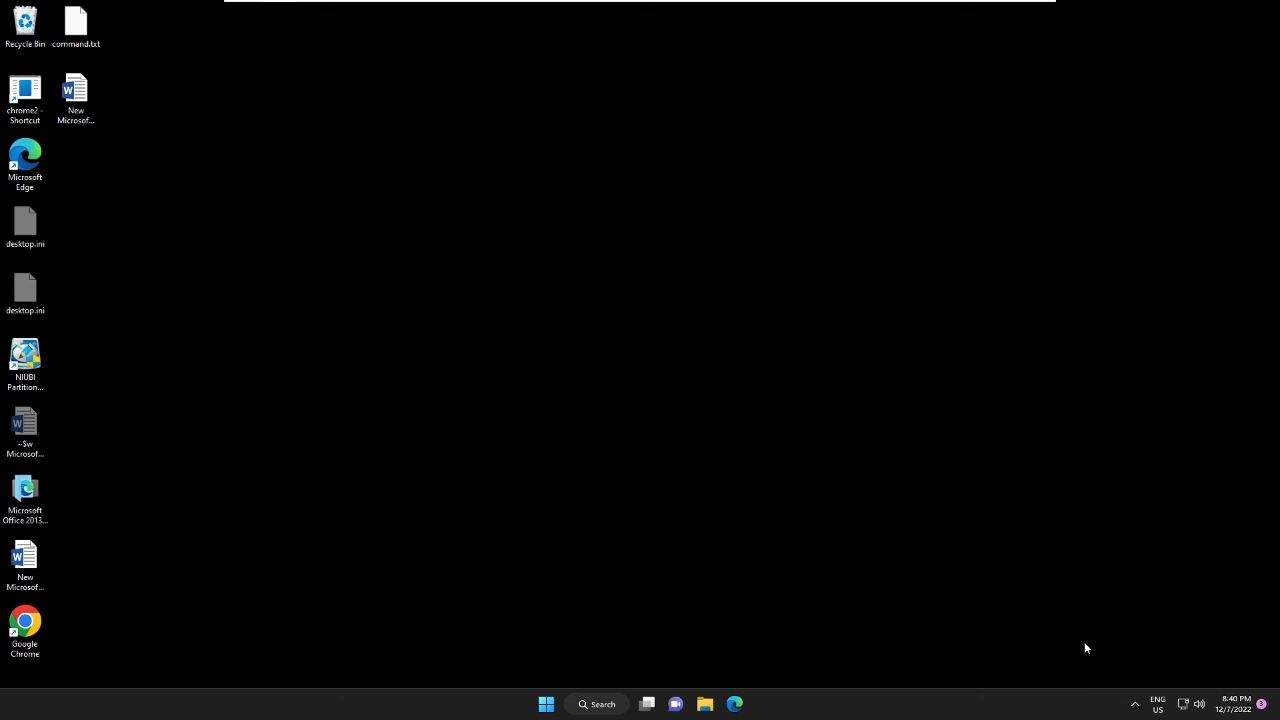 Recycle Bin
command.txt
chrome2 -
Shortcut
New
Microsof...
Microsoft
Edge
desktop.ini
desktop.ini
NIUBI
Partition...
~$w
Microsof...
Microsoft
Office 2013...
New
Microsof...
Google
Chrome
Search
ENG
US
8:40 PM
12/7/2022
3